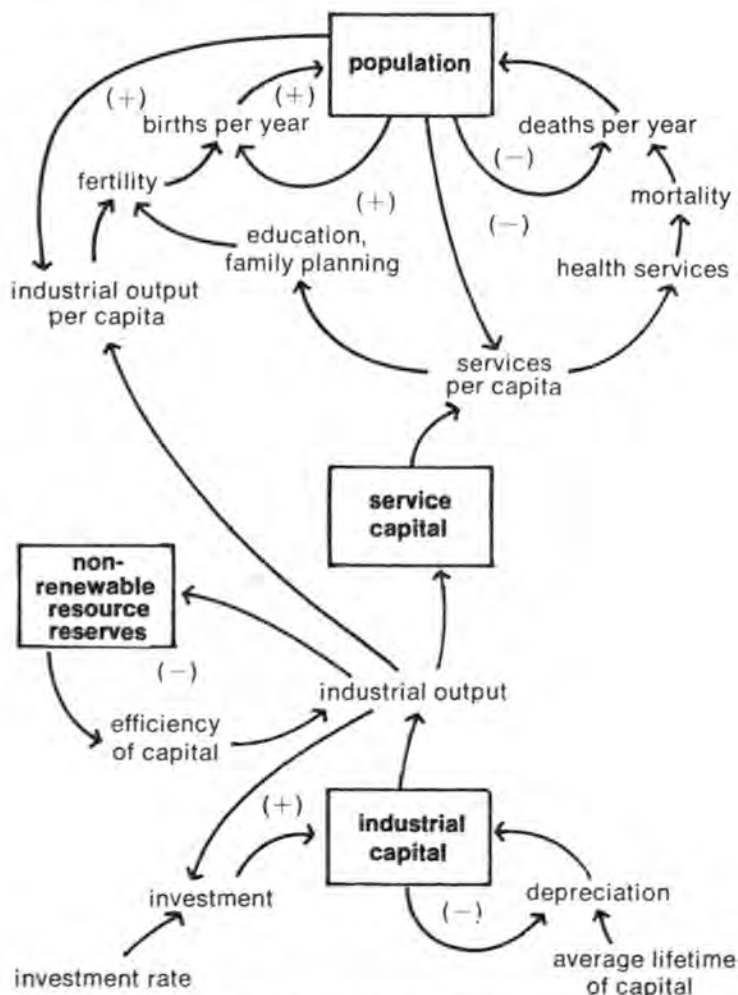 population
(+)
(+)
births per year
deaths per year
(−)
fertility
(+)
mortality
(−)
education,
family planning
health services
industrial output
per capita
services
per capita
service
capital
non-
renewable
resource
reserves
(−)
industrial output
efficiency
of capital
(+)
industrial
capital
investment
(−)
depreciation
investment rate
average lifetime
of capital